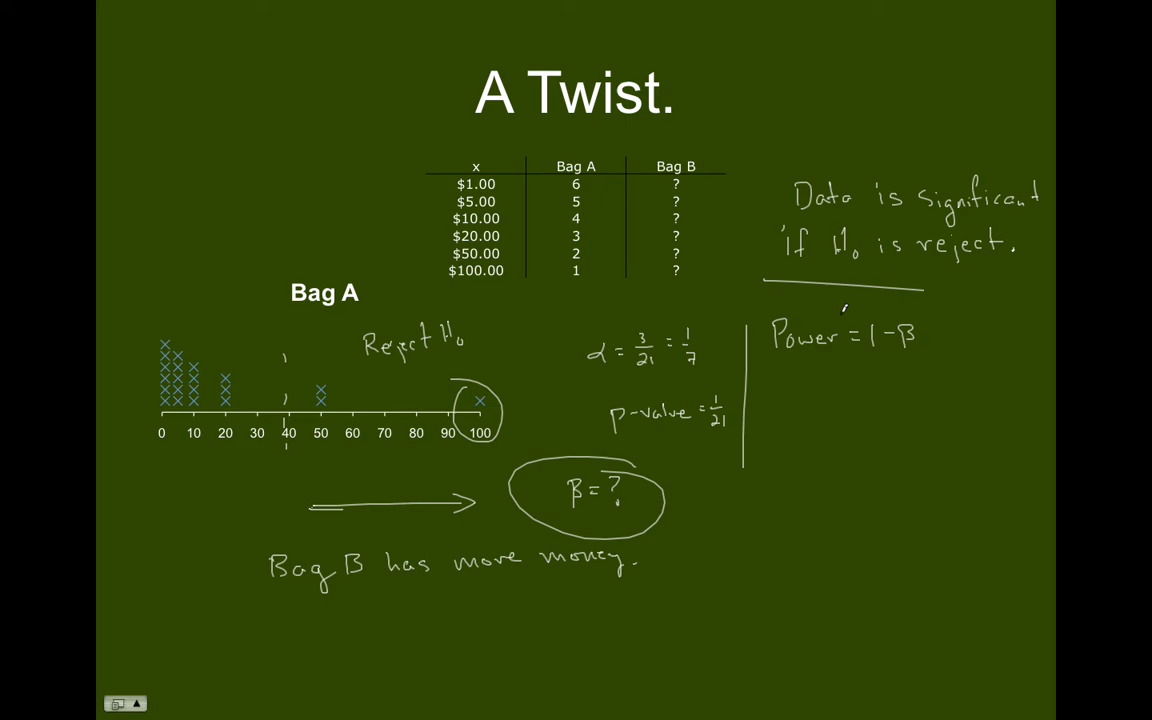 A Twist.
x Bag A Bag B
$1.00 6 ?
$5.00 5 ?
$10.00 4 ?
$20.00 3 ?
$50.00 2 ?
$100.00 1 ?
Data is significant
if H₀ is reject.
Bag A
Reject H₀
α = 3/21 = 1/7
Power = 1 - β
p-value = 1/21
0 10 20 30 40 50 60 70 80 90 100
β = ?
Bag B has more money.